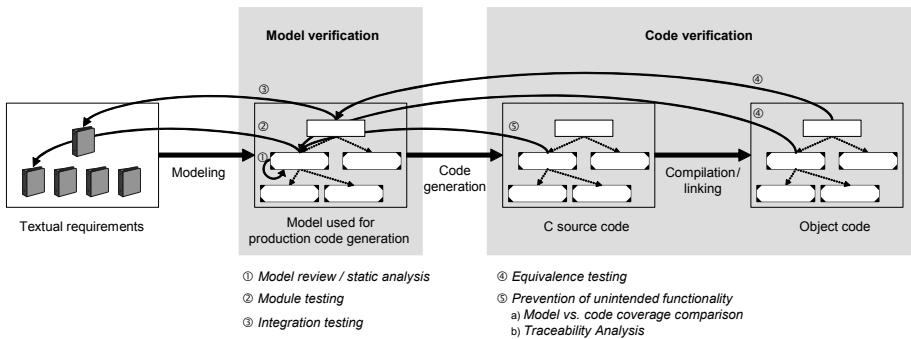 Model verification
Code verification
③
④
②
④
⑤
①
Modeling
Code
generation
Compilation/
linking
Textual requirements
Model used for
production code generation
C source code
Object code
① Model review / static analysis
② Module testing
③ Integration testing
④ Equivalence testing
⑤ Prevention of unintended functionality
a) Model vs. code coverage comparison
b) Traceability Analysis